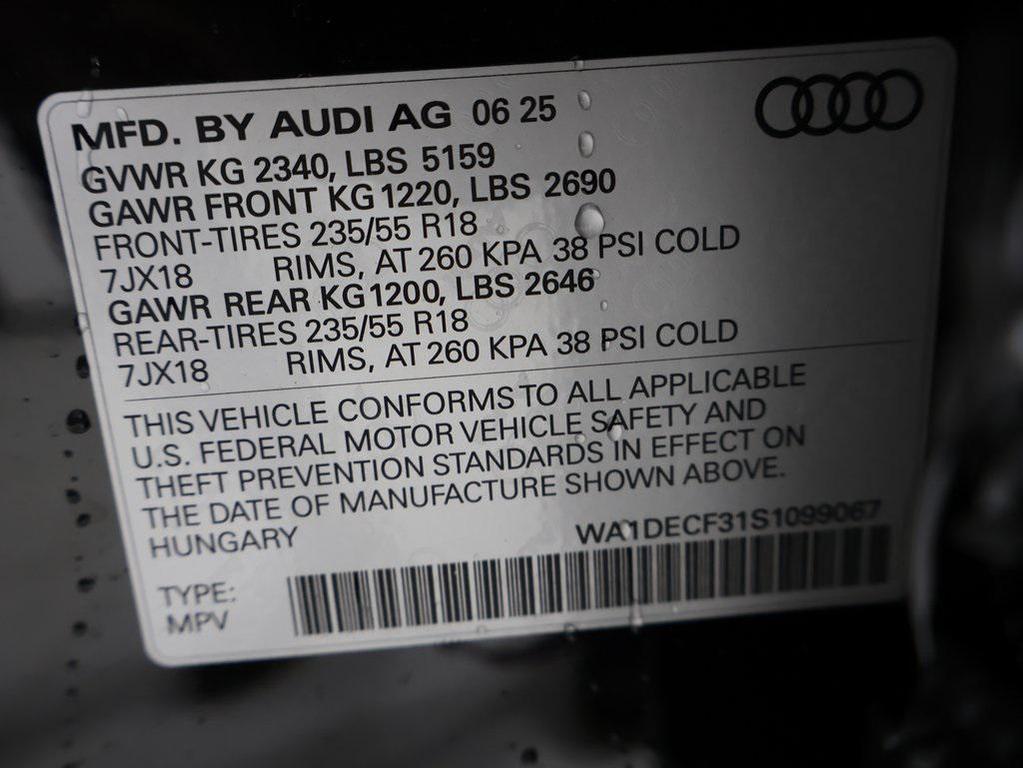 MFD. BY AUDI AG 06 25
GVWR KG 2340, LBS 5159
GAWR FRONT KG 1220, LBS 2690
FRONT-TIRES 235/55 R18
7JX18 RIMS, AT 260 KPA 38 PSI COLD
GAWR REAR KG 1200, LBS 2646
REAR-TIRES 235/55 R18
7JX18 RIMS, AT 260 KPA 38 PSI COLD
THIS VEHICLE CONFORMS TO ALL APPLICABLE
U.S. FEDERAL MOTOR VEHICLE SAFETY AND
THEFT PREVENTION STANDARDS IN EFFECT ON
THE DATE OF MANUFACTURE SHOWN ABOVE.
HUNGARY WA1DECF31S1099067
TYPE:
MPV